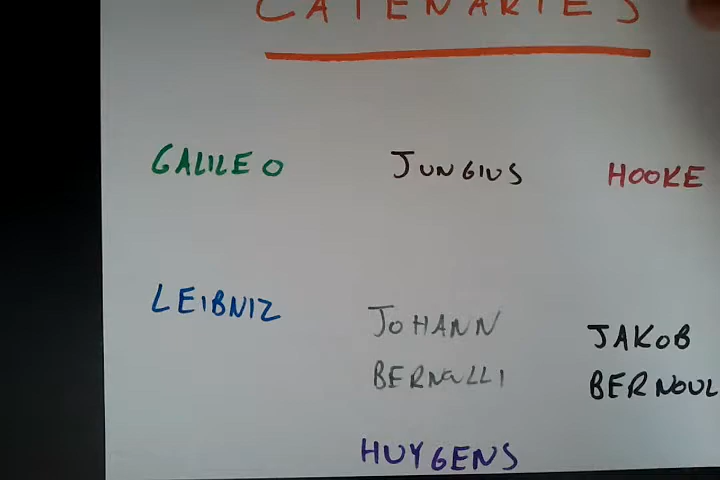 CATENARIES
GALILEO JUNGIUS HOOKE
LEIBNIZ JOHANN BERNULLI JAKOB BERNOUL
HUYGENS